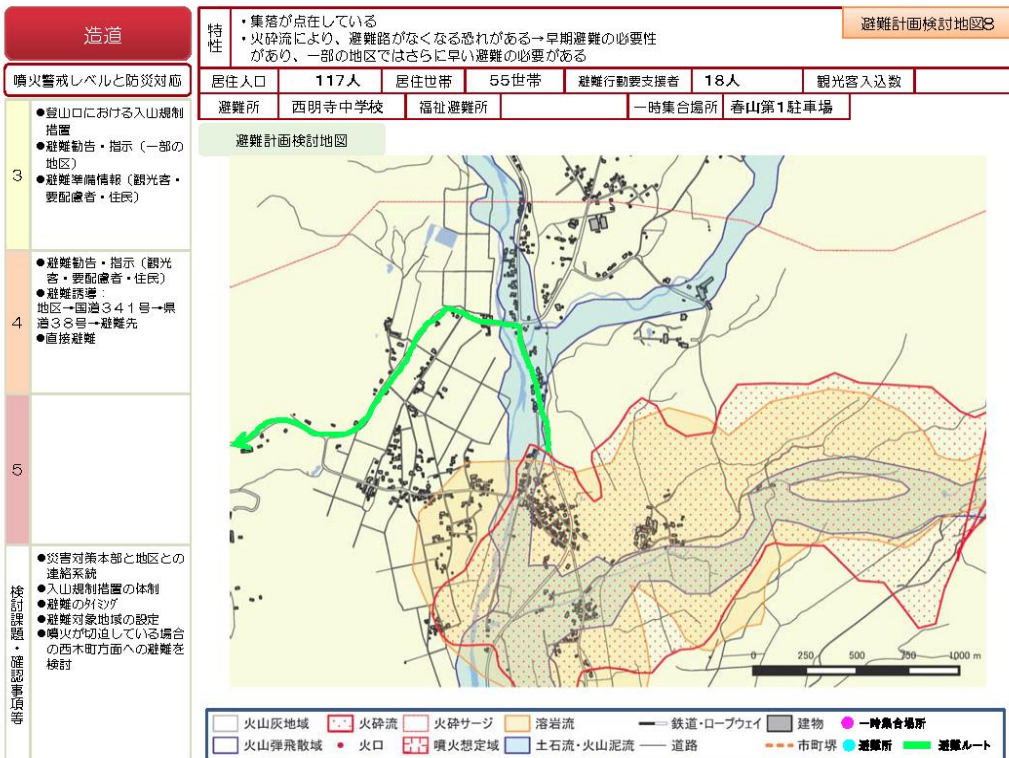 造道
特性
・集落が点在している
・火砕流により、避難路がなくなる恐れがある→早期避難の必要性
があり、一部の地区ではさらに早い避難の必要がある
避難計画検討地図8
噴火警戒レベルと防災対応
居住人口 117人 居住世帯 55世帯 避難行動要支援者 18人 観光客入込数
避難所 西明寺中学校 福祉避難所 一時集合場所 春山第1駐車場
避難計画検討地図
3
●登山口における入山規制
措置
●避難勧告・指示（一部の
地区）
●避難準備情報（観光客・
要配慮者・住民）
4
●避難勧告・指示（観光
客・要配慮者・住民）
●避難誘導：
地区→国道341号→県
道38号→避難先
●直接避難
5
検討課題・確認事項等
●災害対策本部と地区との
連絡系統
●入山規制措置の体制
●避難のタイミング
●避難対象地域の設定
●噴火が切迫している場合
の西木町方面への避難を
検討
0 250 500 750 1000 m
火山灰地域 火砕流 火砕サージ 溶岩流 鉄道・ロープウェイ 建物 一時集合場所
火山弾飛散域 火口 噴火想定域 土石流・火山泥流 道路 市町堺 避難所 避難ルート